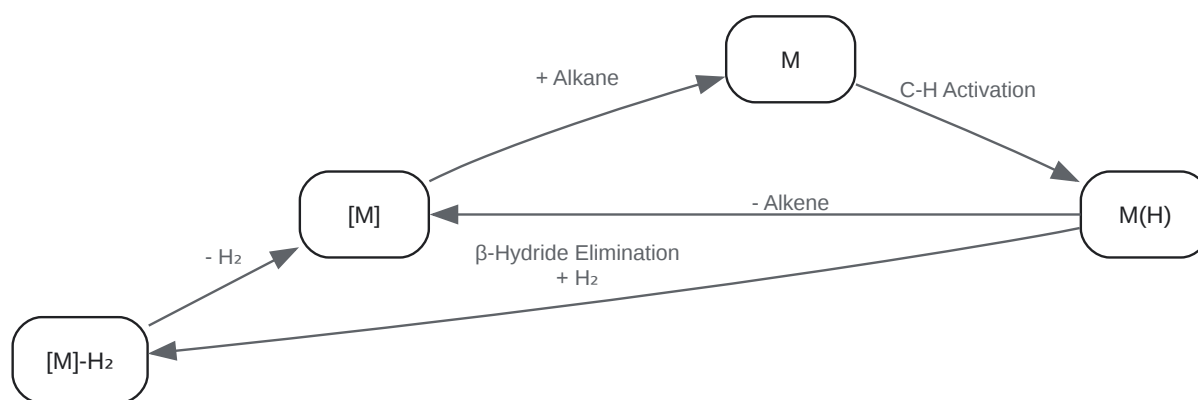 M
+ Alkane
C-H Activation
[M]
- Alkene
M(H)
- H₂
β-Hydride Elimination
+ H₂
[M]-H₂